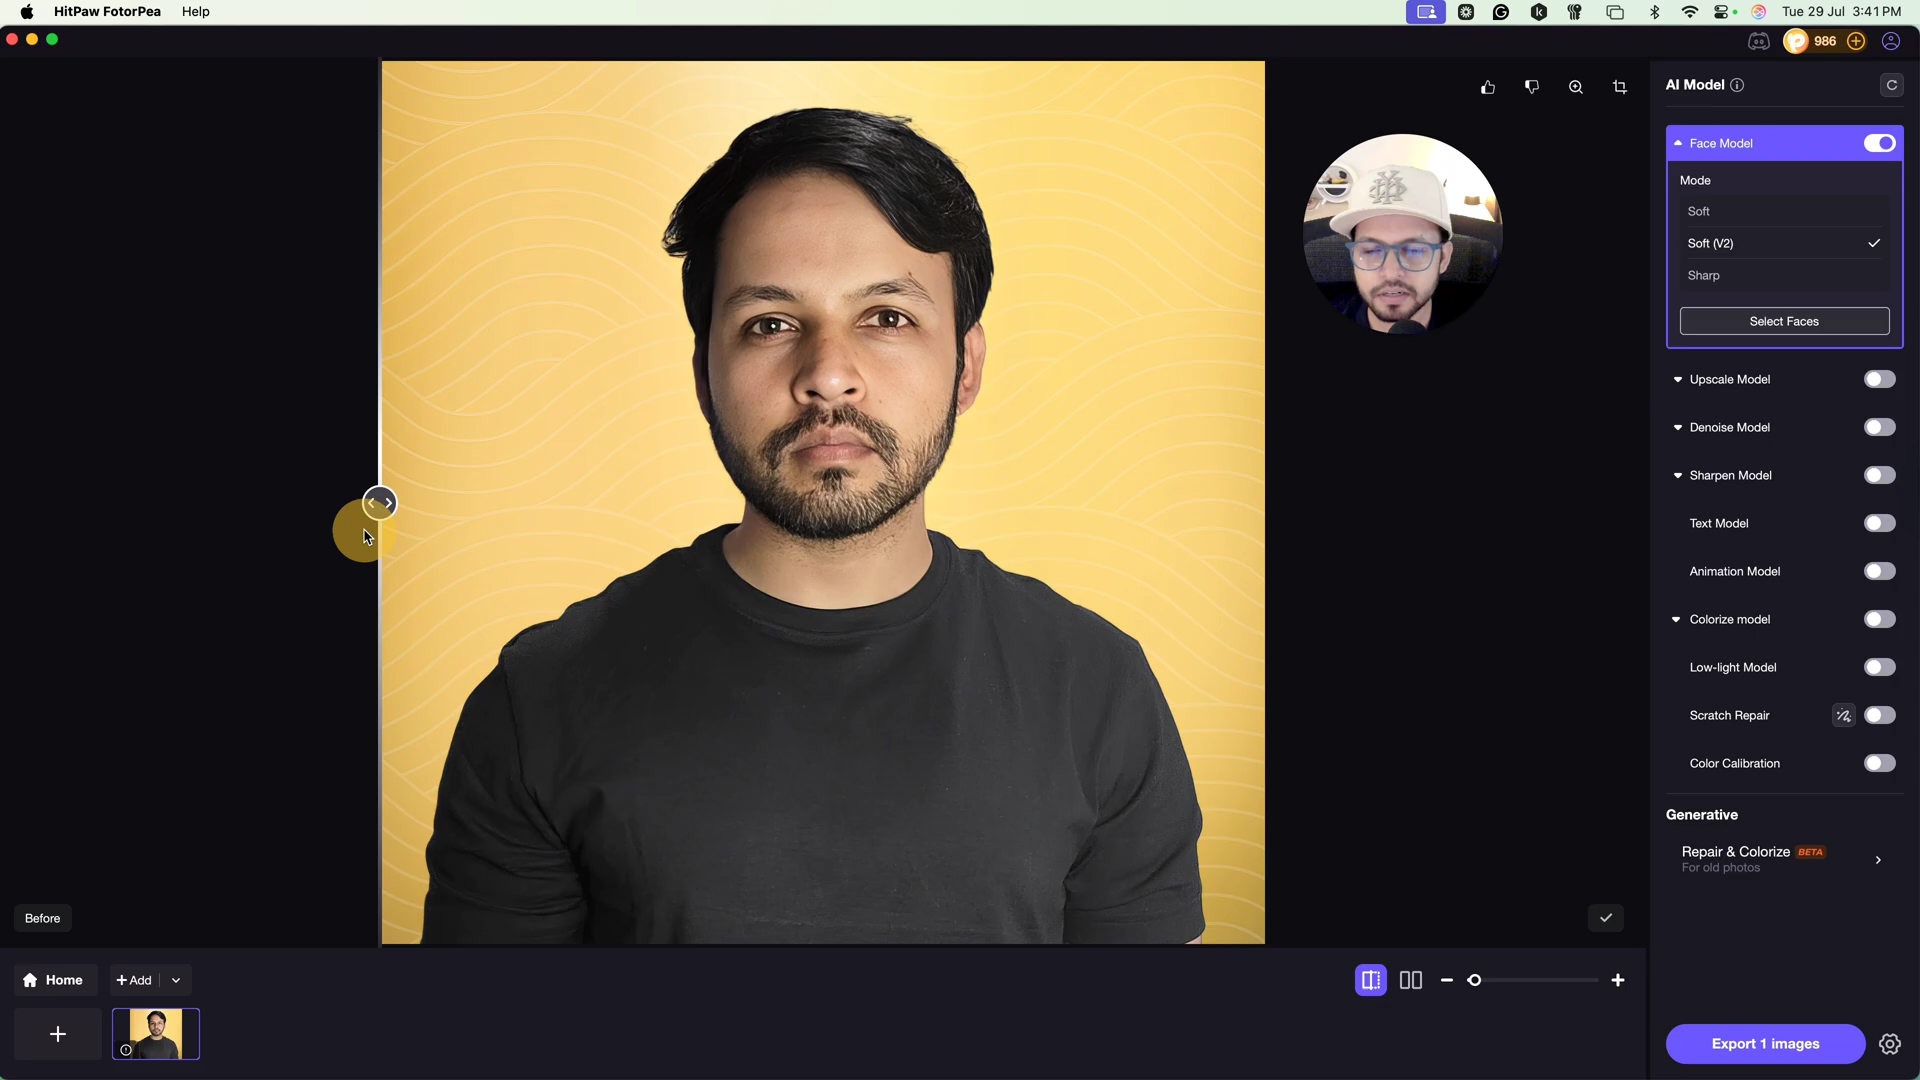 HitPaw FotorPea Help
Tue 29 Jul 3:41 PM
986
AI Model
Face Model
Mode
Soft
Soft (V2)
Sharp
Select Faces
Upscale Model
Denoise Model
Sharpen Model
Text Model
Animation Model
Colorize model
Low-light Model
Scratch Repair
Color Calibration
Generative
Repair & Colorize BETA
For old photos
Before
Home
+ Add
Export 1 images